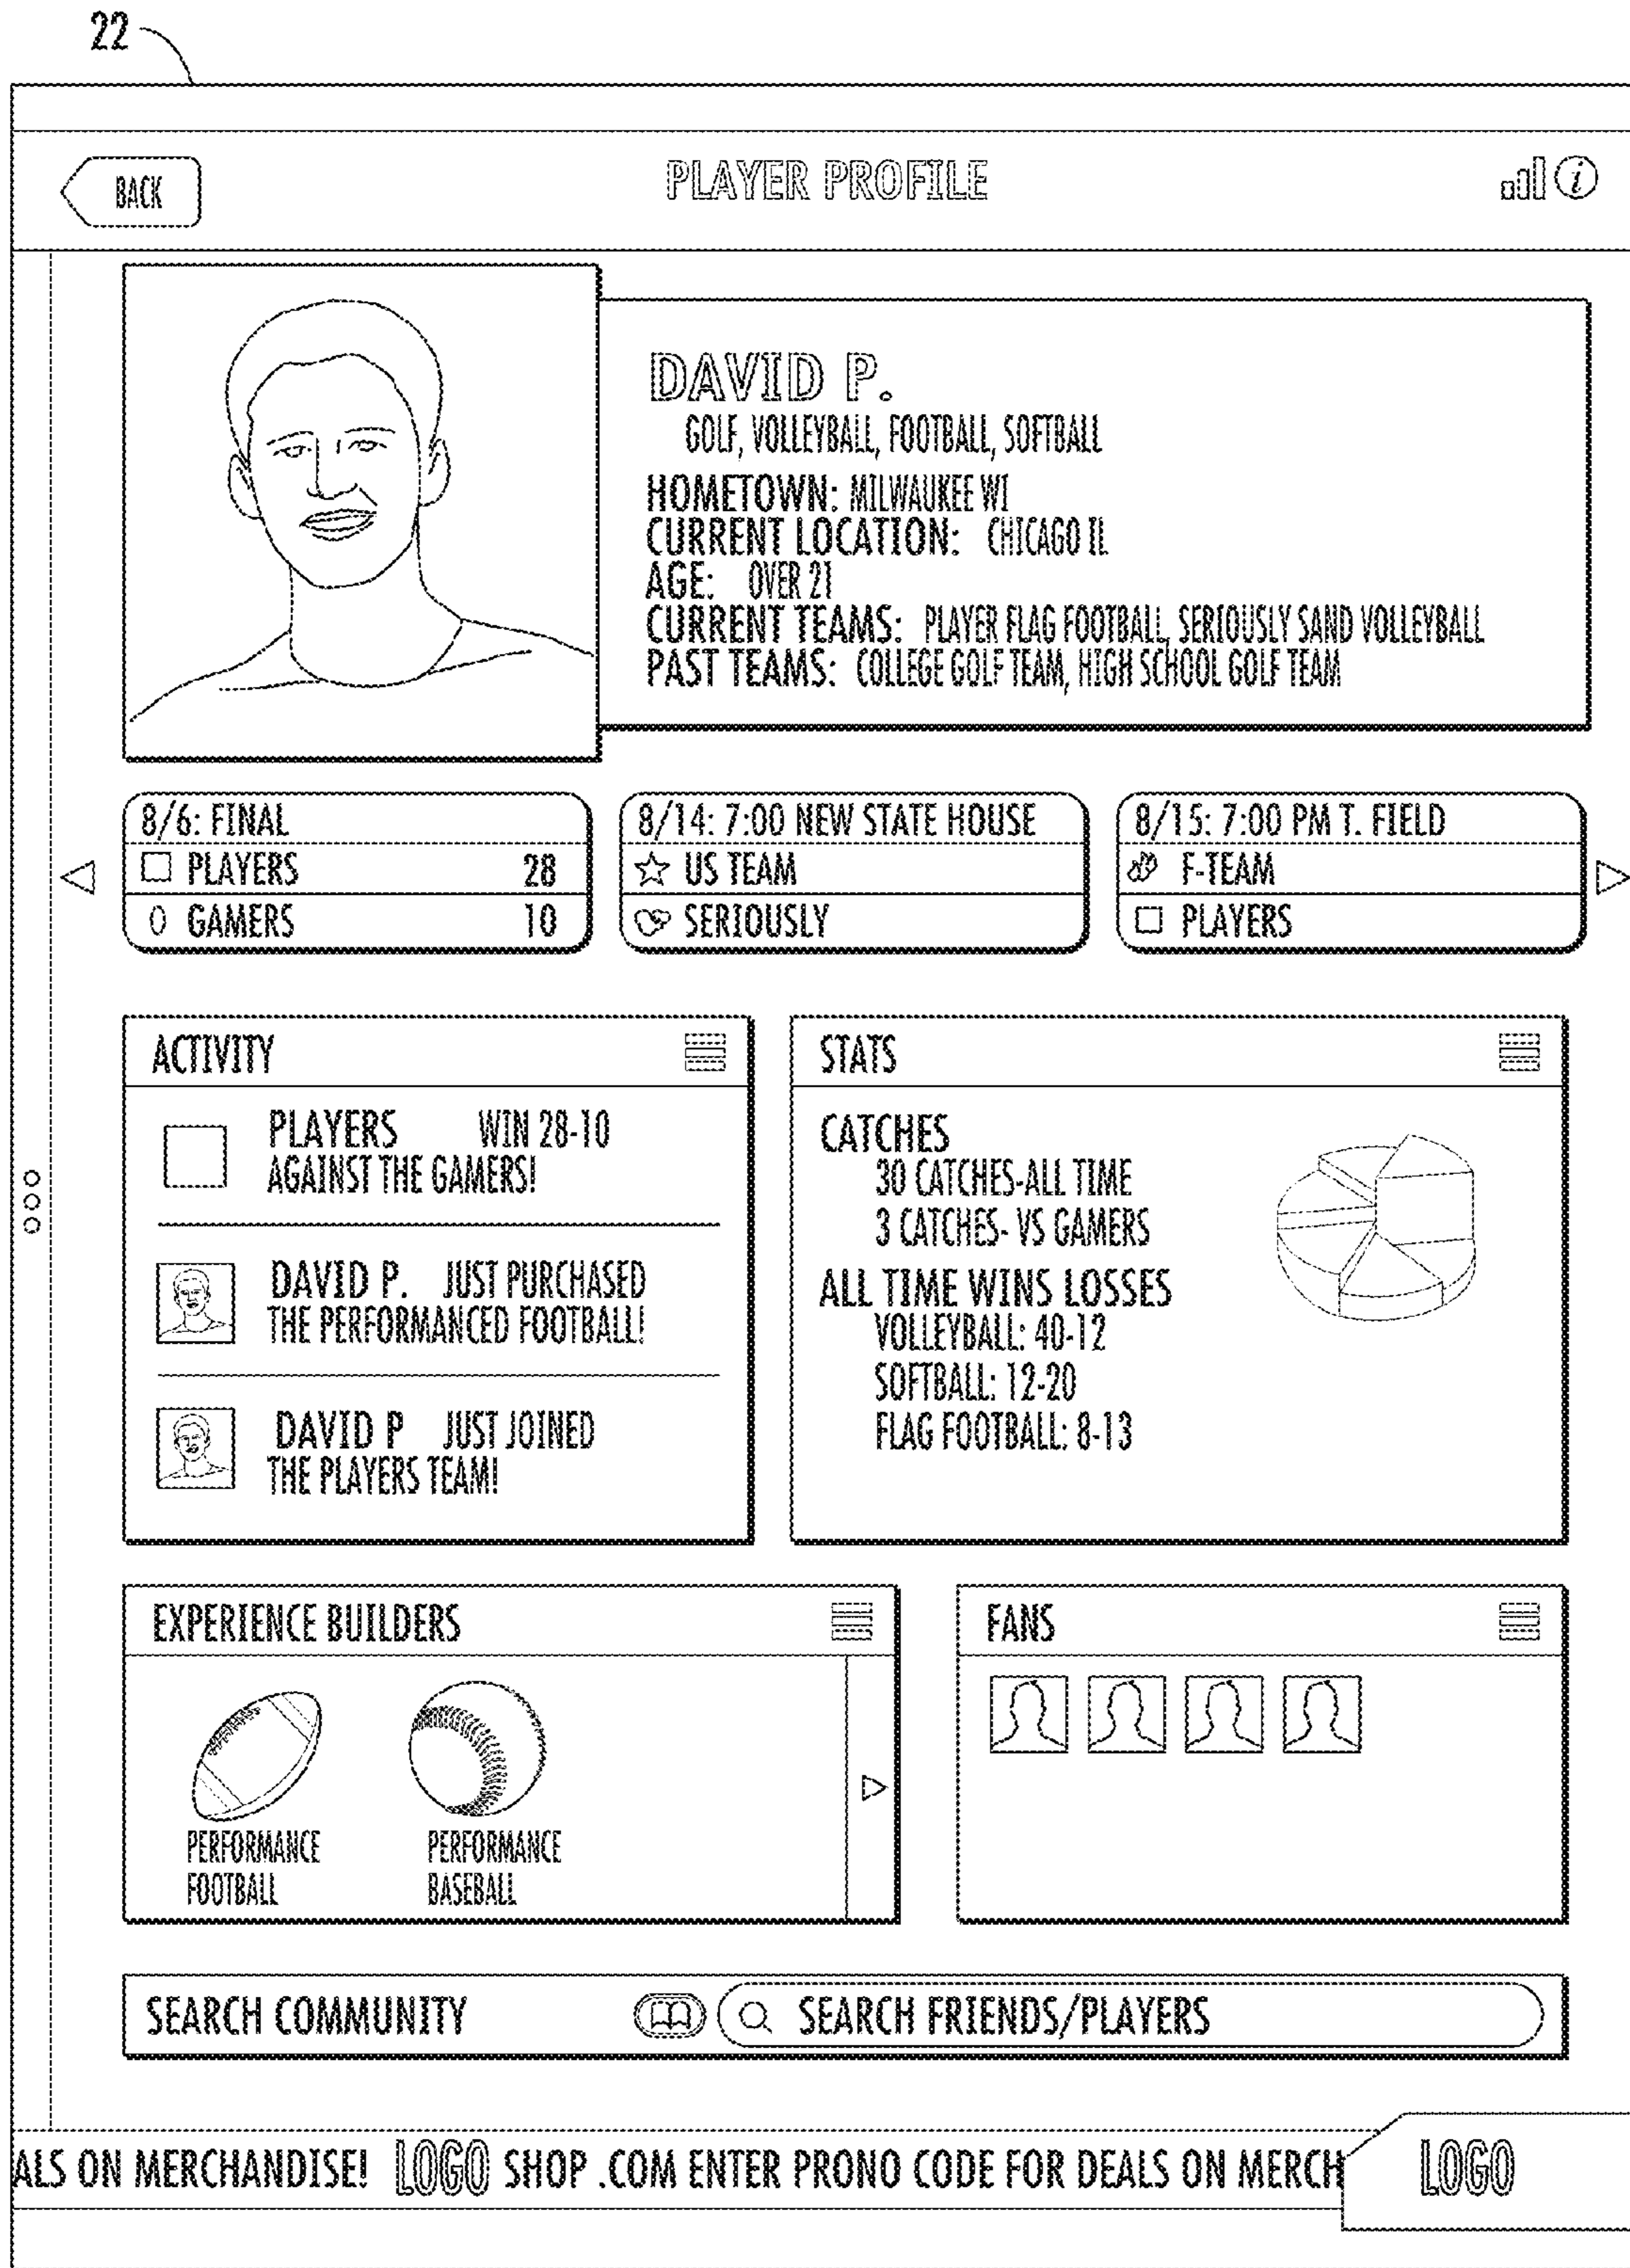 22
BACK
PLAYER PROFILE
i
DAVID P.
GOLF, VOLLEYBALL, FOOTBALL, SOFTBALL
HOMETOWN: MILWAUKEE WI
CURRENT LOCATION: CHICAGO IL
AGE: OVER 21
CURRENT TEAMS: PLAYER FLAG FOOTBALL, SERIOUSLY SAND VOLLEYBALL
PAST TEAMS: COLLEGE GOLF TEAM, HIGH SCHOOL GOLF TEAM
8/6: FINAL
PLAYERS 28
GAMERS 10
8/14: 7:00 NEW STATE HOUSE
US TEAM
SERIOUSLY
8/15: 7:00 PM T. FIELD
F-TEAM
PLAYERS
ACTIVITY
PLAYERS WIN 28-10
AGAINST THE GAMERS!
DAVID P. JUST PURCHASED
THE PERFORMANCED FOOTBALL!
DAVID P JUST JOINED
THE PLAYERS TEAM!
STATS
CATCHES
30 CATCHES-ALL TIME
3 CATCHES- VS GAMERS
ALL TIME WINS LOSSES
VOLLEYBALL: 40-12
SOFTBALL: 12-20
FLAG FOOTBALL: 8-13
EXPERIENCE BUILDERS
PERFORMANCE
FOOTBALL
PERFORMANCE
BASEBALL
FANS
SEARCH COMMUNITY
SEARCH FRIENDS/PLAYERS
ALS ON MERCHANDISE! LOGO SHOP .COM ENTER PRONO CODE FOR DEALS ON MERCH
LOGO